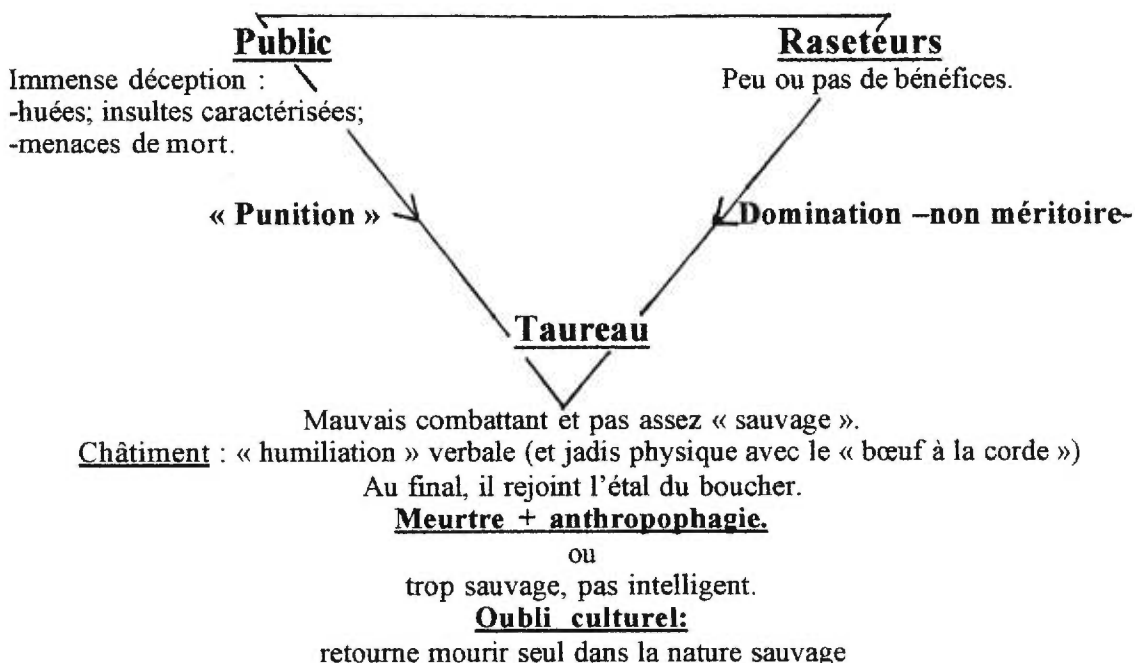 Public Raseteurs
Immense déception : Peu ou pas de bénéfices.
-huées; insultes caractérisées;
-menaces de mort.
« Punition » Domination –non méritoire-
Taureau
Mauvais combattant et pas assez « sauvage ».
Châtiment : « humiliation » verbale (et jadis physique avec le « bœuf à la corde »)
Au final, il rejoint l’étal du boucher.
Meurtre + anthropophagie.
ou
trop sauvage, pas intelligent.
Oubli culturel:
retourne mourir seul dans la nature sauvage